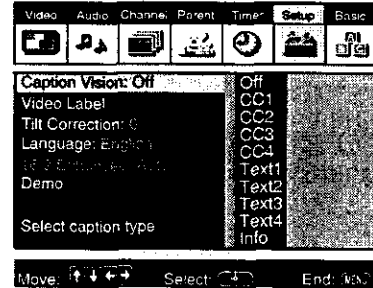 Video Audio Channel Parent Timer Setup Basic
Caption Vision: Off
Video Label
Tilt Correction: 0
Language: English
Demo
Select caption type
Off
CC1
CC2
CC3
CC4
Text1
Text2
Text3
Text4
Info
Move: Select: End: MENU